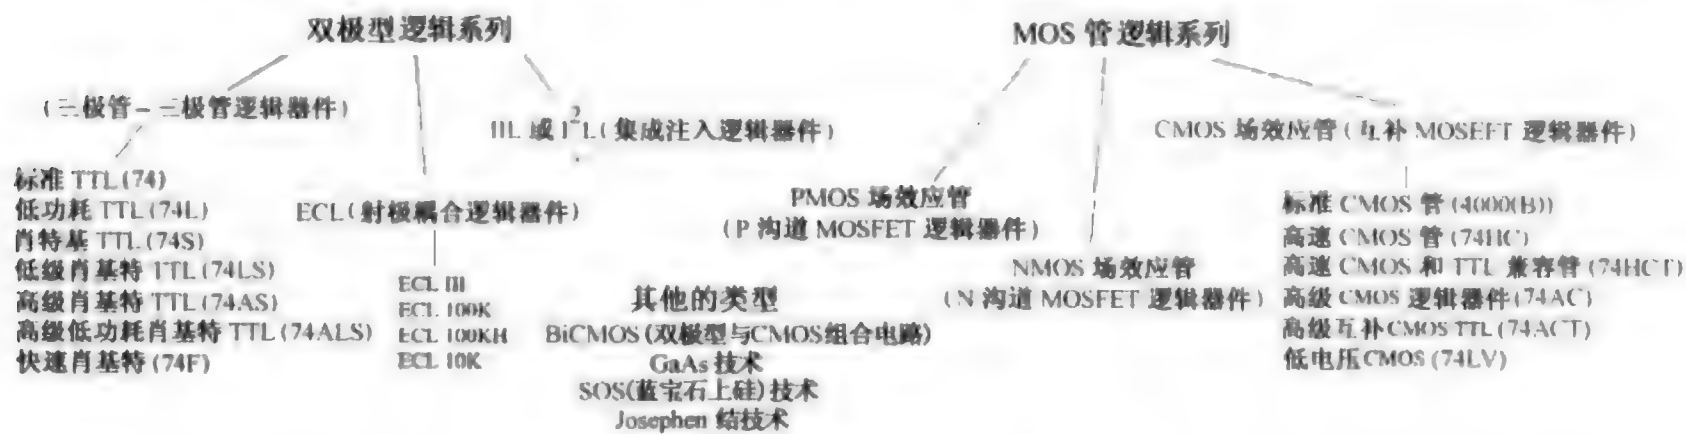 双极型逻辑系列
(三极管–三极管逻辑器件)
标准 TTL(74)
低功耗 TTL(74L)
肖特基 TTL(74S)
低级肖基特 TTL(74LS)
高级肖基特 TTL(74AS)
高级低功耗肖基特 TTL(74ALS)
快速肖基特(74F)
ECL(射极耦合逻辑器件)
ECL III
ECL 100K
ECL 100KH
ECL 10K
IIL 或 I²L(集成注入逻辑器件)
其他的类型
BiCMOS(双极型与CMOS组合电路)
GaAs 技术
SOS(蓝宝石上硅)技术
Josephen 结技术
MOS 管逻辑系列
PMOS 场效应管
(P 沟道 MOSFET 逻辑器件)
NMOS 场效应管
(N 沟道 MOSFET 逻辑器件)
CMOS 场效应管(互补 MOSEFT 逻辑器件)
标准 CMOS 管(4000(B))
高速 CMOS 管(74HC)
高速 CMOS 和 TTL 兼容管(74HCT)
高级 CMOS 逻辑器件(74AC)
高级互补CMOS TTL(74ACT)
低电压CMOS(74LV)